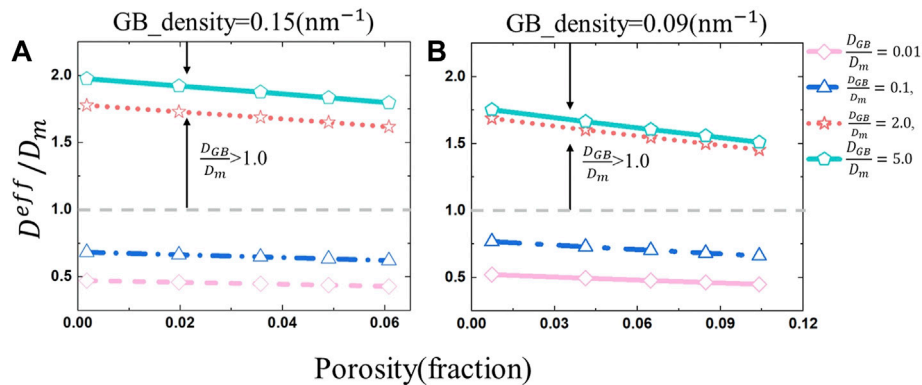 GB_density=0.15(nm⁻¹)
GB_density=0.09(nm⁻¹)
A
B
D^eff/D_m
2.0
1.5
1.0
0.5
0.00
0.02
0.04
0.06
D_GB/D_m>1.0
2.0
1.5
1.0
0.5
0.00
0.03
0.06
0.09
0.12
D_GB/D_m>1.0
D_GB/D_m = 0.01
D_GB/D_m = 0.1,
D_GB/D_m = 2.0,
D_GB/D_m = 5.0
Porosity(fraction)